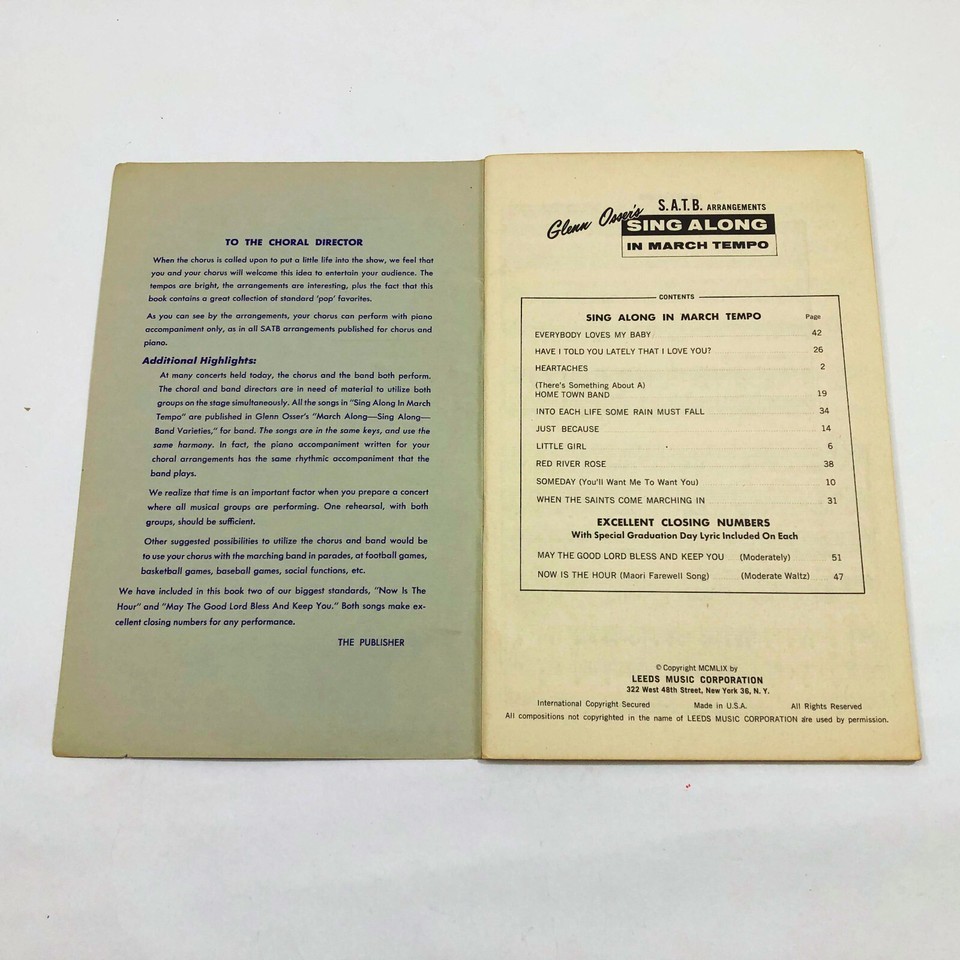 TO THE CHORAL DIRECTOR
When the chorus is called upon to put a little life into the show, we feel that
you and your chorus will welcome this idea to entertain your audience. The
tempos are bright, the arrangements are interesting, plus the fact that this
book contains a great collection of standard 'pop' favorites.
As you can see by the arrangements, your chorus can perform with piano
accompaniment only, as in all SATB arrangements published for chorus and
piano.
Additional Highlights:
At many concerts held today, the chorus and the band both perform.
The choral and band directors are in need of material to utilize both
groups on the stage simultaneously. All the songs in "Sing Along In March
Tempo" are published in Glenn Osser's "March Along—Sing Along—
Band Varieties," for band. The songs are in the same keys, and use the
same harmony. In fact, the piano accompaniment written for your
choral arrangements has the same rhythmic accompaniment that the
band plays.
We realize that time is an important factor when you prepare a concert
where all musical groups are performing. One rehearsal, with both
groups, should be sufficient.
Other suggested possibilities to utilize the chorus and band would be
to use your chorus with the marching band in parades, at football games,
basketball games, baseball games, social functions, etc.
We have included in this book two of our biggest standards, "Now Is The
Hour" and "May The Good Lord Bless And Keep You." Both songs make ex-
cellent closing numbers for any performance.
THE PUBLISHER
Glenn Osser's S.A.T.B. ARRANGEMENTS
SING ALONG
IN MARCH TEMPO
CONTENTS
SING ALONG IN MARCH TEMPO Page
EVERYBODY LOVES MY BABY 42
HAVE I TOLD YOU LATELY THAT I LOVE YOU? 26
HEARTACHES 2
(There's Something About A)
HOME TOWN BAND 19
INTO EACH LIFE SOME RAIN MUST FALL 34
JUST BECAUSE 14
LITTLE GIRL 6
RED RIVER ROSE 38
SOMEDAY (You'll Want Me To Want You) 10
WHEN THE SAINTS COME MARCHING IN 31
EXCELLENT CLOSING NUMBERS
With Special Graduation Day Lyric Included On Each
MAY THE GOOD LORD BLESS AND KEEP YOU (Moderately) 51
NOW IS THE HOUR (Maori Farewell Song) (Moderate Waltz) 47
© Copyright MCMLIX by
LEEDS MUSIC CORPORATION
322 West 48th Street, New York 36, N. Y.
International Copyright Secured Made in U.S.A. All Rights Reserved
All compositions not copyrighted in the name of LEEDS MUSIC CORPORATION are used by permission.